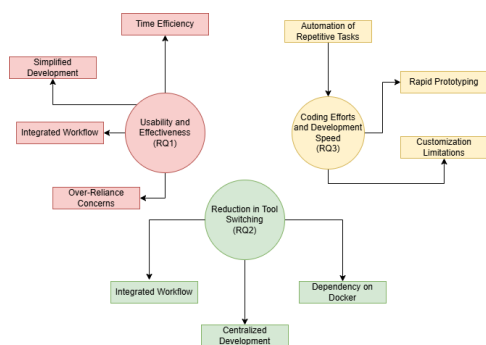 Time Efficiency
Simplified
Development
Integrated Workflow
Over-Reliance
Concerns
Usability and
Effectiveness
(RQ1)
Automation of
Repetitive Tasks
Rapid Prototyping
Coding Efforts
and Development
Speed
(RQ3)
Customization
Limitations
Reduction in Tool
Switching
(RQ2)
Integrated Workflow
Dependency on
Docker
Centralized
Development